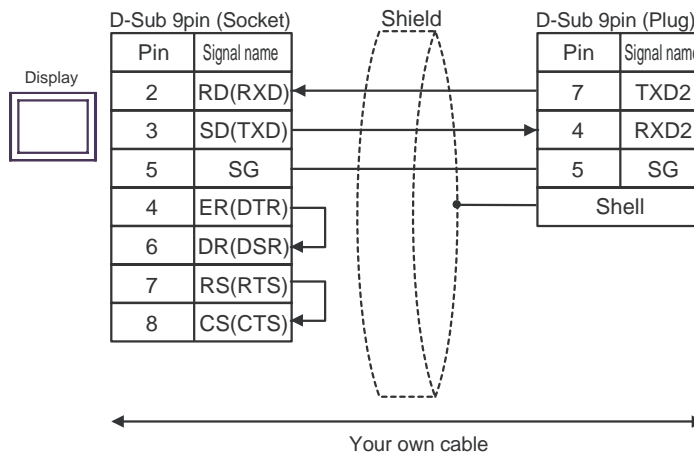 D-Sub 9pin (Socket)
Shield
D-Sub 9pin (Plug)
Display
Pin Signal name
2 RD(RXD)
3 SD(TXD)
5 SG
4 ER(DTR)
6 DR(DSR)
7 RS(RTS)
8 CS(CTS)
Pin Signal name
7 TXD2
4 RXD2
5 SG
Shell
Your own cable